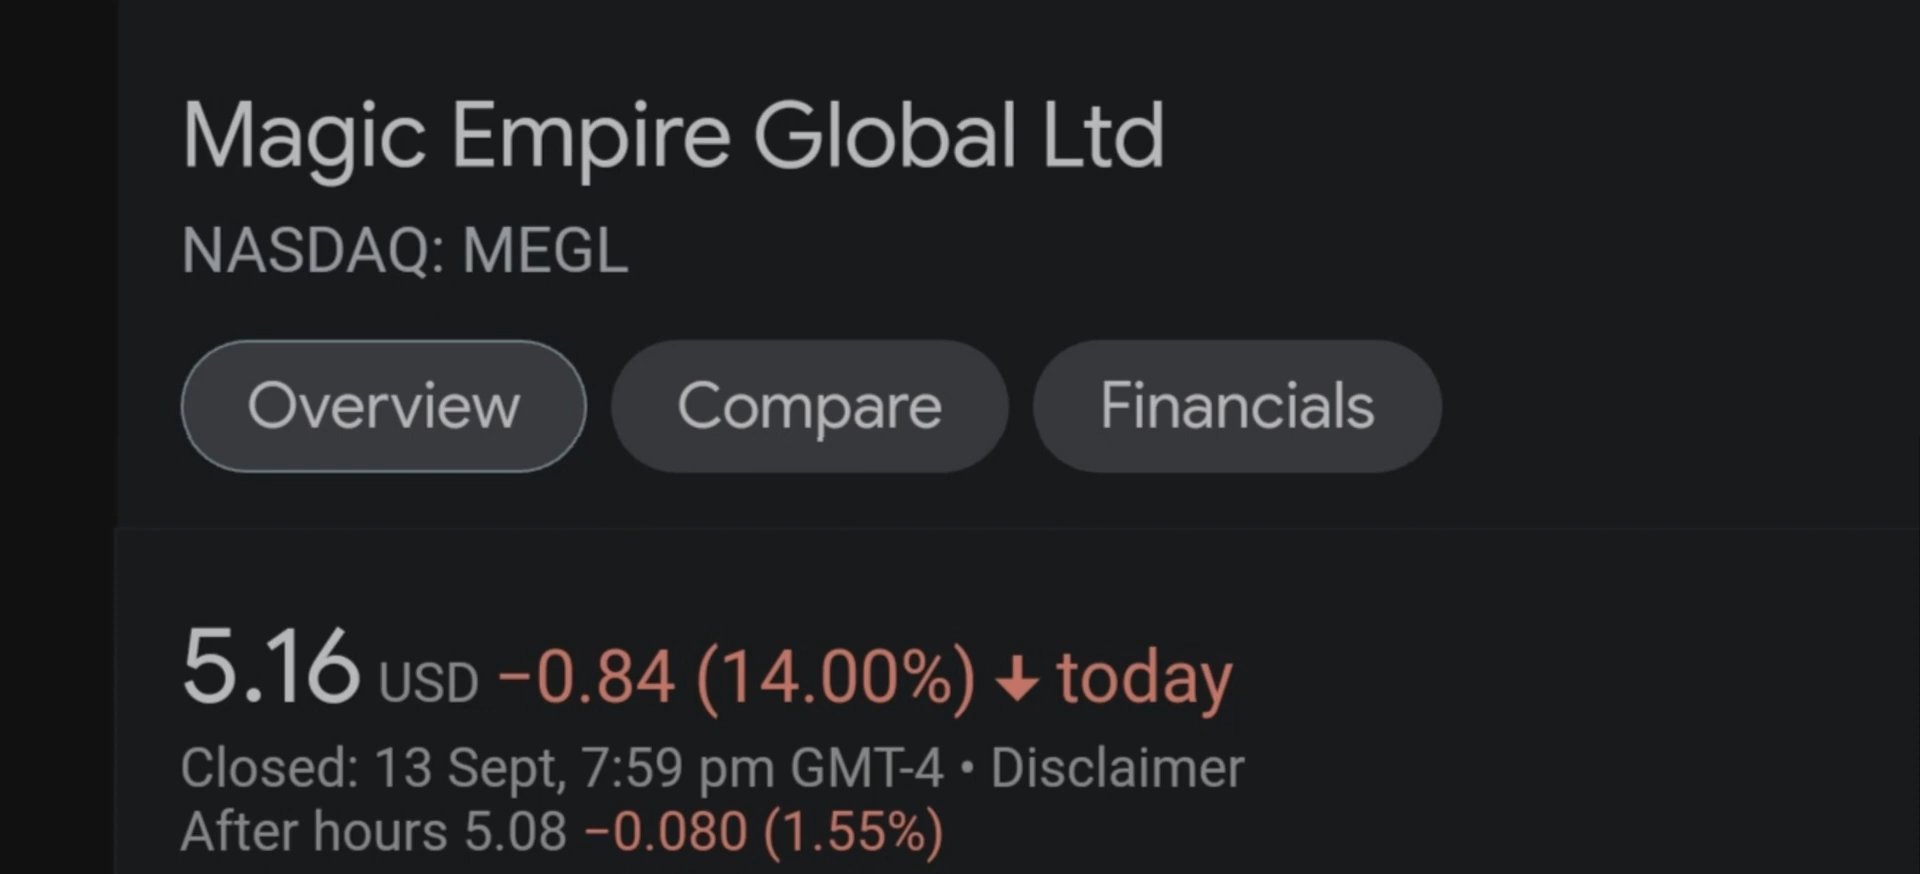 Magic Empire Global Ltd
NASDAQ: MEGL
Overview Compare Financials
5.16 USD −0.84 (14.00%) ↓ today
Closed: 13 Sept, 7:59 pm GMT-4 • Disclaimer
After hours 5.08 −0.080 (1.55%)